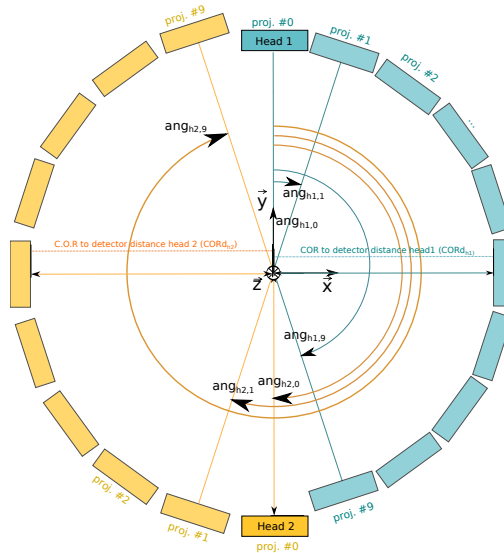 proj. #9
proj. #0
Head 1
proj. #1
proj. #2
...
ang_h2,9
ang_h1,1
y
ang_h1,0
C.O.R to detector distance head 2 (CORd_h2)
COR to detector distance head1 (CORd_h1)
z
x
ang_h1,9
ang_h2,1
ang_h2,0
proj. #2
proj. #9
proj. #1
Head 2
proj. #0